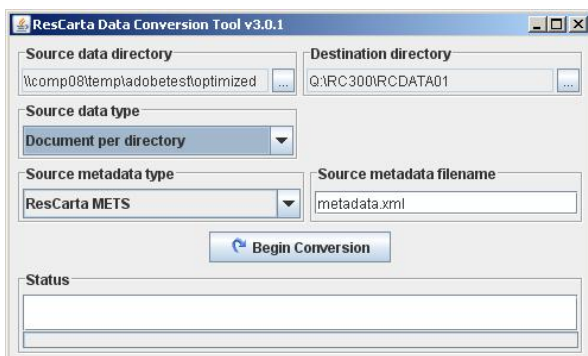 ResCarta Data Conversion Tool v3.0.1
Source data directory
\\comp08\temp\adobetest\optimized
...
Destination directory
Q:\RC300\RCDATA01
...
Source data type
Document per directory
Source metadata type
ResCarta METS
Source metadata filename
metadata.xml
Begin Conversion
Status